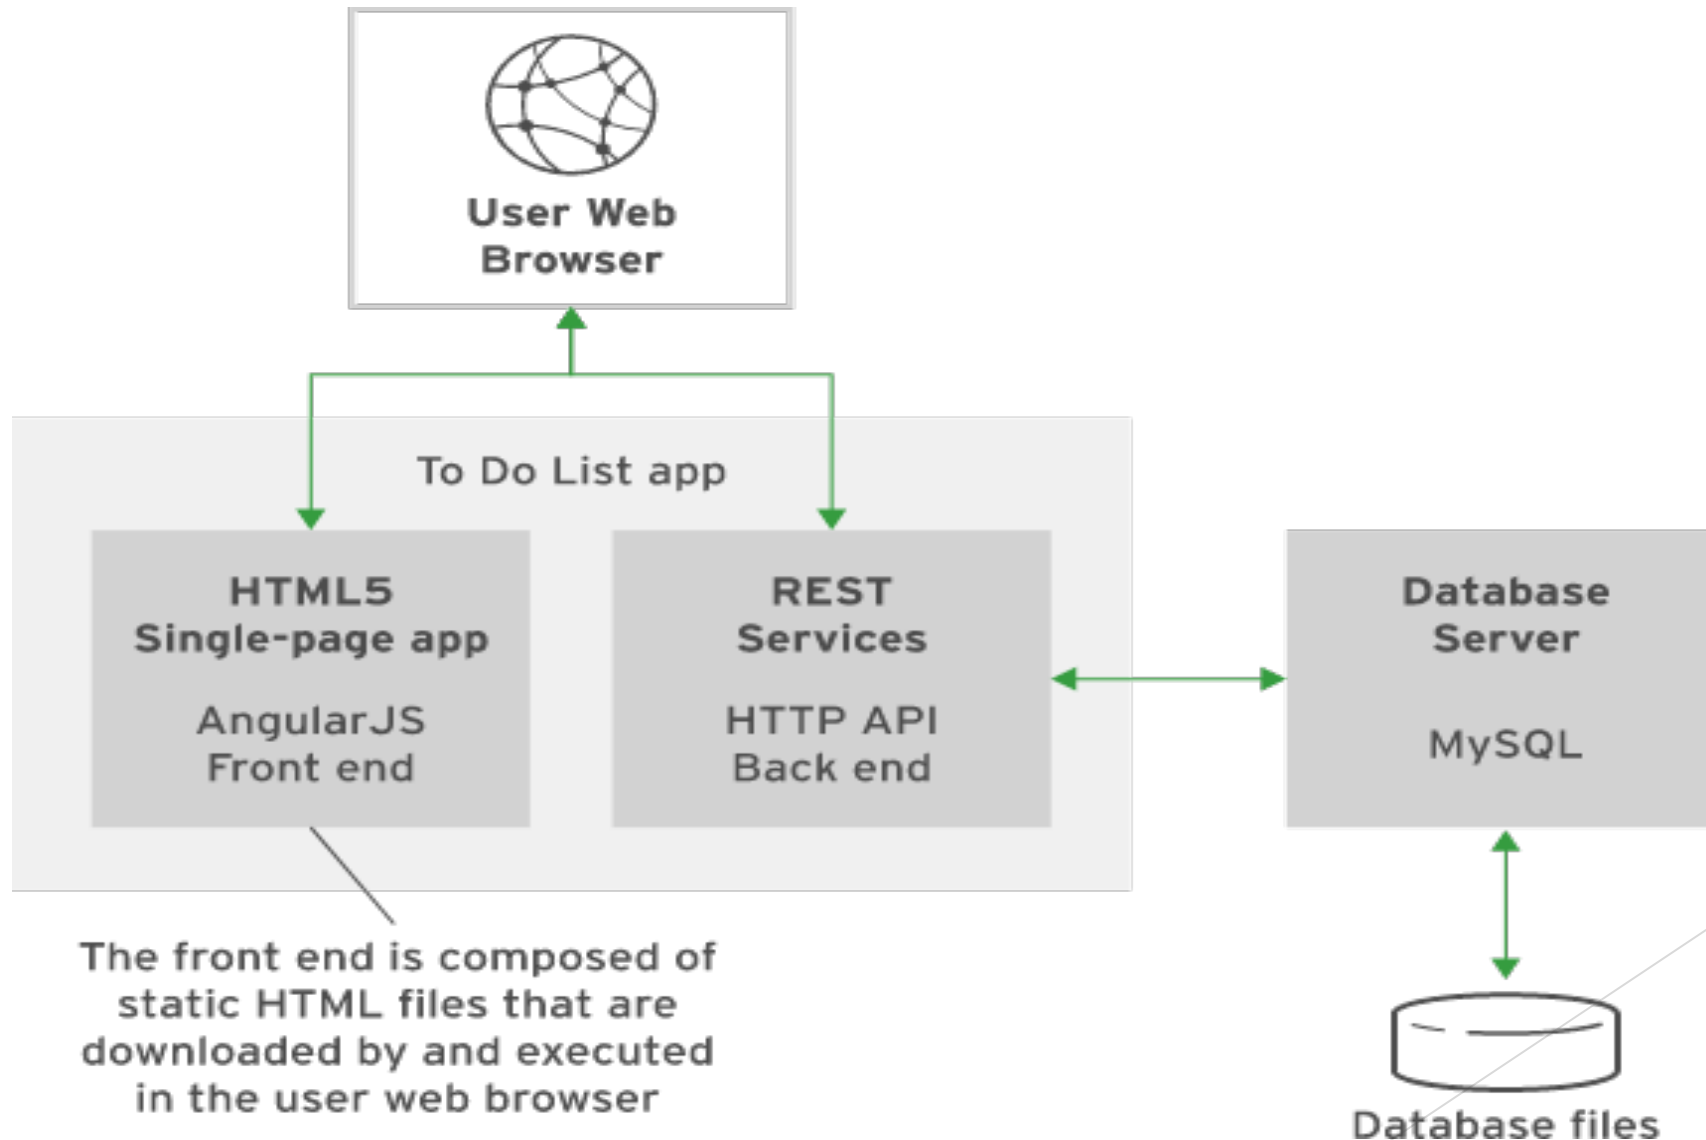 User Web
Browser
To Do List app
HTML5
Single-page app
AngularJS
Front end
REST
Services
HTTP API
Back end
Database
Server
MySQL
The front end is composed of
static HTML files that are
downloaded by and executed
in the user web browser
Database files